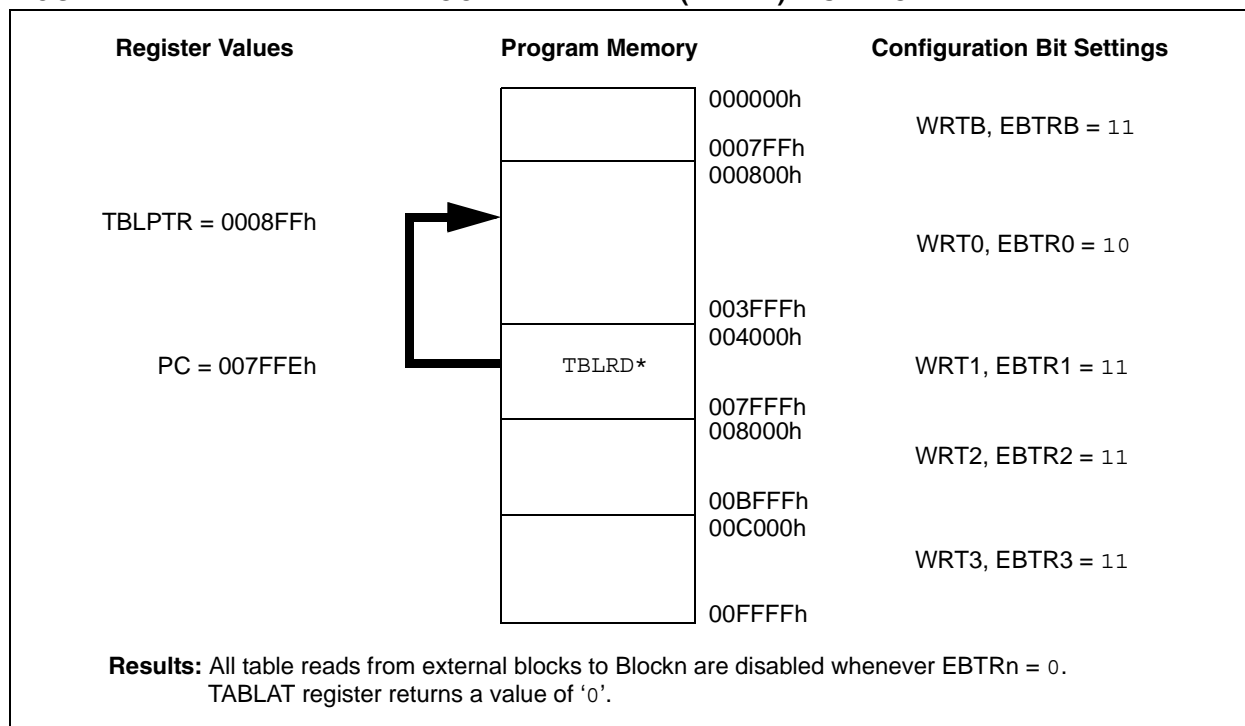 Register Values Program Memory Configuration Bit Settings
000000h
WRTB, EBTRB = 11
0007FFh
000800h
TBLPTR = 0008FFh
WRT0, EBTR0 = 10
003FFFh
004000h
PC = 007FFEh TBLRD* WRT1, EBTR1 = 11
007FFFh
008000h
WRT2, EBTR2 = 11
00BFFFh
00C000h
WRT3, EBTR3 = 11
00FFFFh
Results: All table reads from external blocks to Blockn are disabled whenever EBTRn = 0.
TABLAT register returns a value of ‘0’.